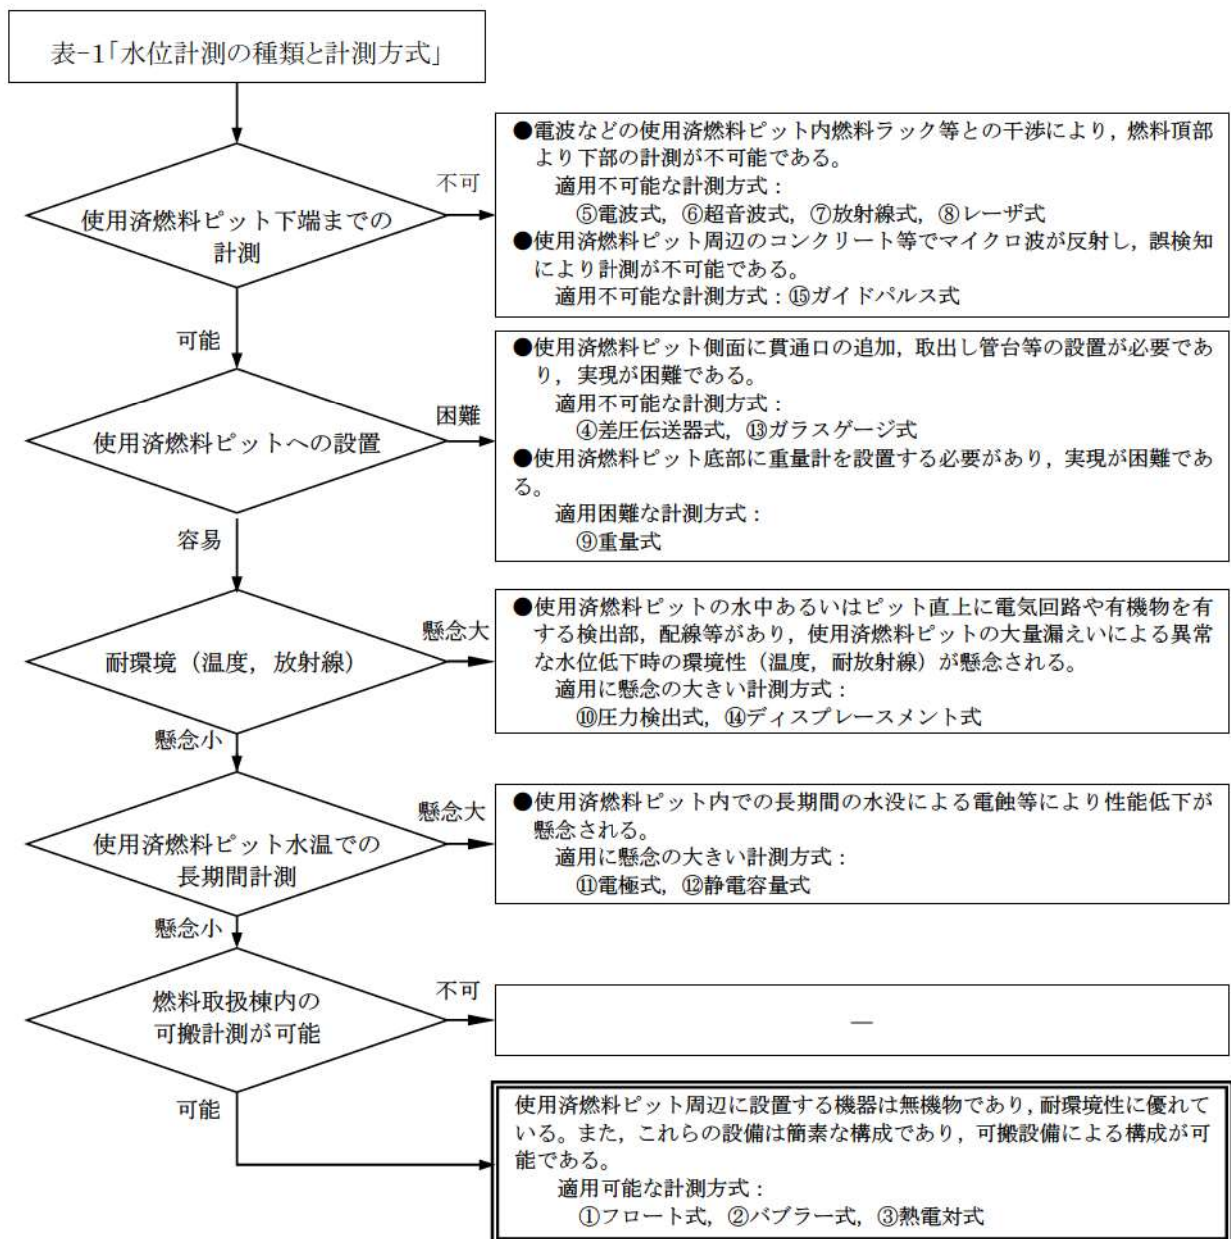 表-1「水位計測の種類と計測方式」
使用済燃料ピット下端までの
計測
不可
●電波などの使用済燃料ピット内燃料ラック等との干渉により，燃料頂部
より下部の計測が不可能である。
適用不可能な計測方式：
⑤電波式，⑥超音波式，⑦放射線式，⑧レーザ式
●使用済燃料ピット周辺のコンクリート等でマイクロ波が反射し，誤検知
により計測が不可能である。
適用不可能な計測方式：⑮ガイドパルス式
可能
使用済燃料ピットへの設置
困難
●使用済燃料ピット側面に貫通口の追加，取出し管台等の設置が必要であ
り，実現が困難である。
適用不可能な計測方式：
④差圧伝送器式，⑬ガラスゲージ式
●使用済燃料ピット底部に重量計を設置する必要があり，実現が困難であ
る。
適用困難な計測方式：
⑨重量式
容易
耐環境（温度，放射線）
懸念大
●使用済燃料ピットの水中あるいはピット直上に電気回路や有機物を有
する検出部，配線等があり，使用済燃料ピットの大量漏えいによる異常
な水位低下時の環境性（温度，耐放射線）が懸念される。
適用に懸念の大きい計測方式：
⑩圧力検出式，⑭ディスプレースメント式
懸念小
使用済燃料ピット水温での
長期間計測
懸念大
●使用済燃料ピット内での長期間の水没による電蝕等により性能低下が
懸念される。
適用に懸念の大きい計測方式：
⑪電極式，⑫静電容量式
懸念小
燃料取扱棟内の
可搬計測が可能
不可
―
可能
使用済燃料ピット周辺に設置する機器は無機物であり，耐環境性に優れて
いる。また，これらの設備は簡素な構成であり，可搬設備による構成が可
能である。
適用可能な計測方式：
①フロート式，②バブラー式，③熱電対式